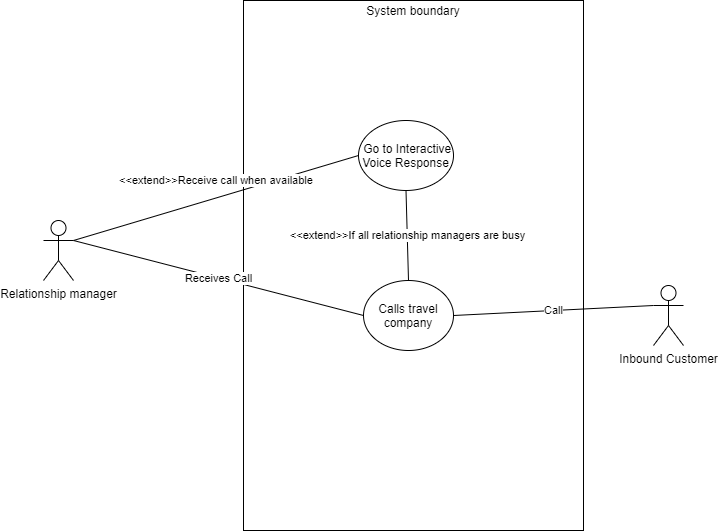 System boundary
Go to Interactive
Voice Response
<<extend>>Receive call when available
<<extend>>If all relationship managers are busy
Receives Call
Relationship manager
Calls travel
company
Call
Inbound Customer